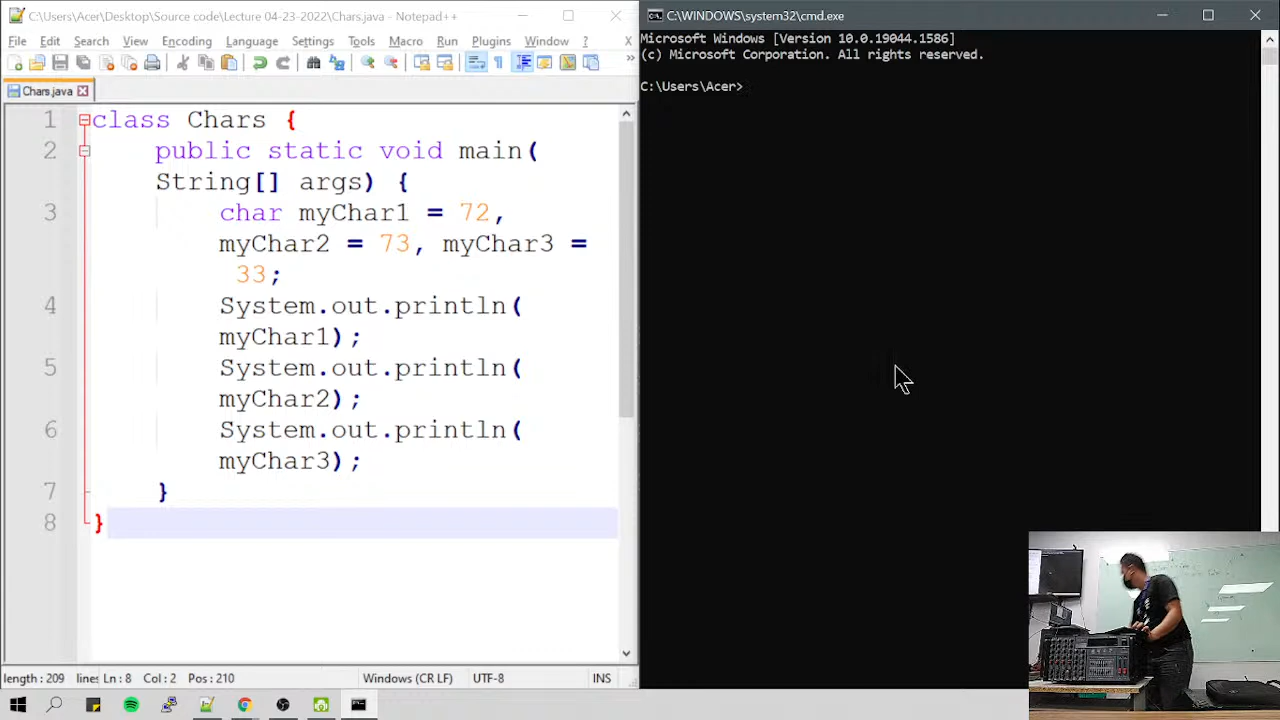 C:\Users\Acer\Desktop\Source code\Lecture 04-23-2022\Chars.java - Notepad++
File Edit Search View Encoding Language Settings Tools Macro Run Plugins Window ? X
Chars.java
1 class Chars {
2 public static void main(
String[] args) {
3 char myChar1 = 72,
myChar2 = 73, myChar3 =
33;
4 System.out.println(
myChar1);
5 System.out.println(
myChar2);
6 System.out.println(
myChar3);
7 }
8 }
length : 209 lines Ln : 8 Col : 2 Pos : 210 Windows (CR LF) UTF-8 INS
C:\WINDOWS\system32\cmd.exe
Microsoft Windows [Version 10.0.19044.1586]
(c) Microsoft Corporation. All rights reserved.
C:\Users\Acer>